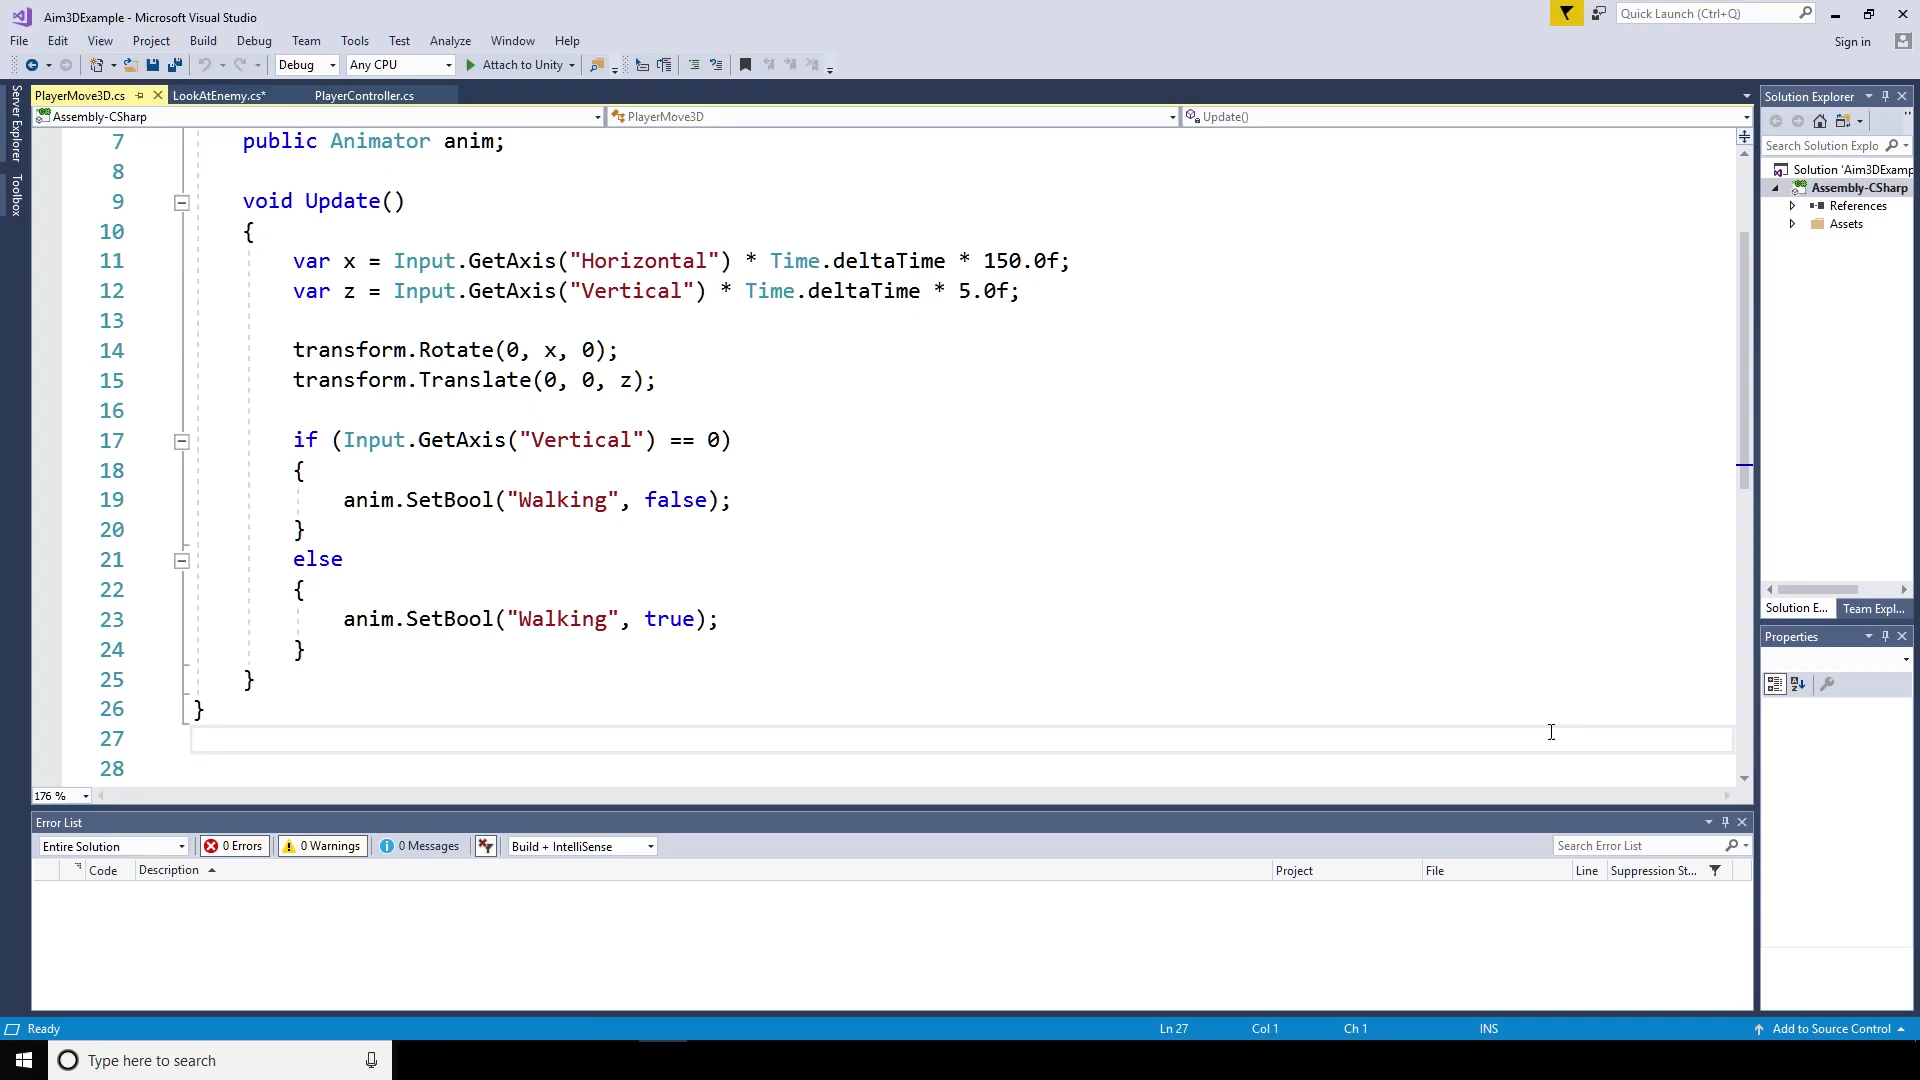 Aim3DExample - Microsoft Visual Studio
Quick Launch (Ctrl+Q)
File Edit View Project Build Debug Team Tools Test Analyze Window Help
Sign in
Debug Any CPU Attach to Unity
Server Explorer
Toolbox
PlayerMove3D.cs LookAtEnemy.cs* PlayerController.cs
Assembly-CSharp PlayerMove3D Update()
7 public Animator anim;
8
9 void Update()
10 {
11 var x = Input.GetAxis("Horizontal") * Time.deltaTime * 150.0f;
12 var z = Input.GetAxis("Vertical") * Time.deltaTime * 5.0f;
13
14 transform.Rotate(0, x, 0);
15 transform.Translate(0, 0, z);
16
17 if (Input.GetAxis("Vertical") == 0)
18 {
19 anim.SetBool("Walking", false);
20 }
21 else
22 {
23 anim.SetBool("Walking", true);
24 }
25 }
26 }
27
28
176 %
Solution Explorer
Search Solution Explo
Solution 'Aim3DExamp
Assembly-CSharp
References
Assets
Solution E... Team Expl...
Properties
Error List
Entire Solution 0 Errors 0 Warnings 0 Messages Build + IntelliSense Search Error List
Code Description Project File Line Suppression St...
Ready Ln 27 Col 1 Ch 1 INS Add to Source Control
Type here to search